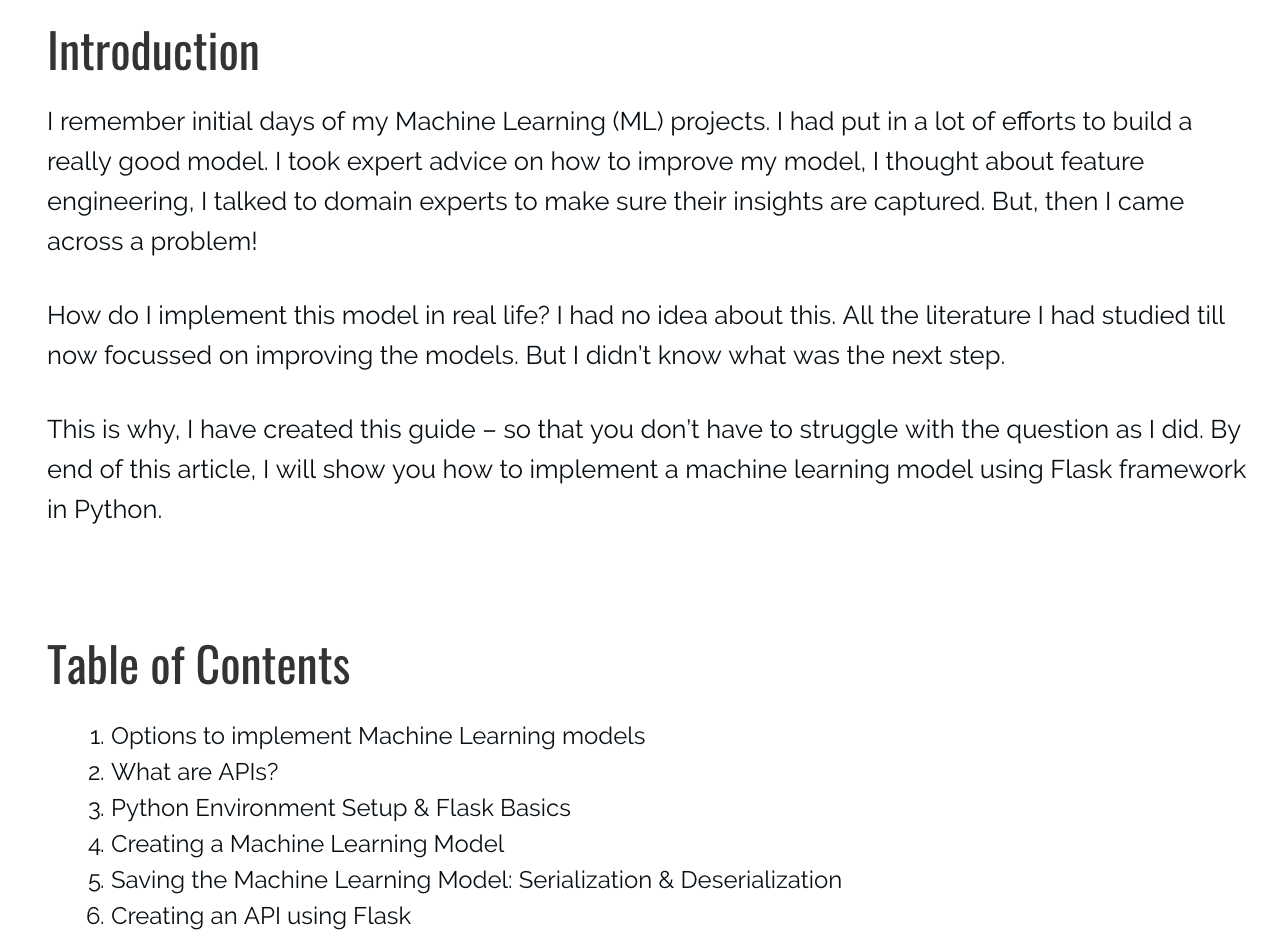 Introduction
I remember initial days of my Machine Learning (ML) projects. I had put in a lot of efforts to build a
really good model. I took expert advice on how to improve my model, I thought about feature
engineering, I talked to domain experts to make sure their insights are captured. But, then I came
across a problem!
How do I implement this model in real life? I had no idea about this. All the literature I had studied till
now focussed on improving the models. But I didn’t know what was the next step.
This is why, I have created this guide – so that you don’t have to struggle with the question as I did. By
end of this article, I will show you how to implement a machine learning model using Flask framework
in Python.
Table of Contents
1. Options to implement Machine Learning models
2. What are APIs?
3. Python Environment Setup & Flask Basics
4. Creating a Machine Learning Model
5. Saving the Machine Learning Model: Serialization & Deserialization
6. Creating an API using Flask